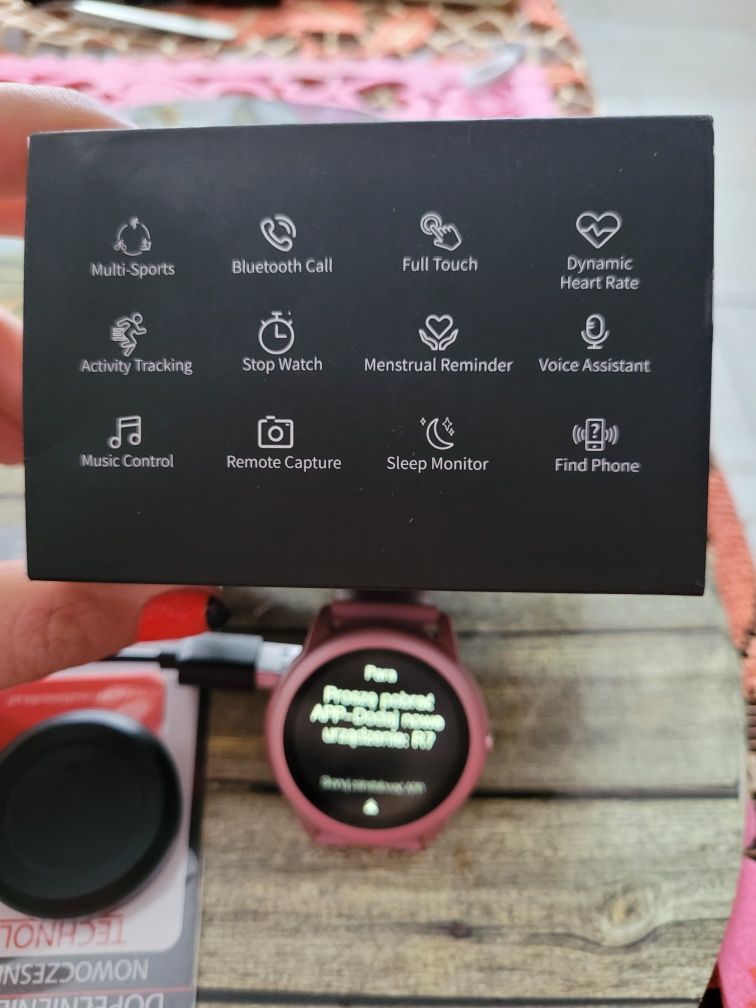 Multi-Sports
Bluetooth Call
Full Touch
Dynamic
Heart Rate
Activity Tracking
Stop Watch
Menstrual Reminder
Voice Assistant
Music Control
Remote Capture
Sleep Monitor
Find Phone
Para
Proszę pobrać
APP-Dodaj nowe
urządzenie: R7
TECHNOL
NOWOCZESN
DOPEŁNIENIE